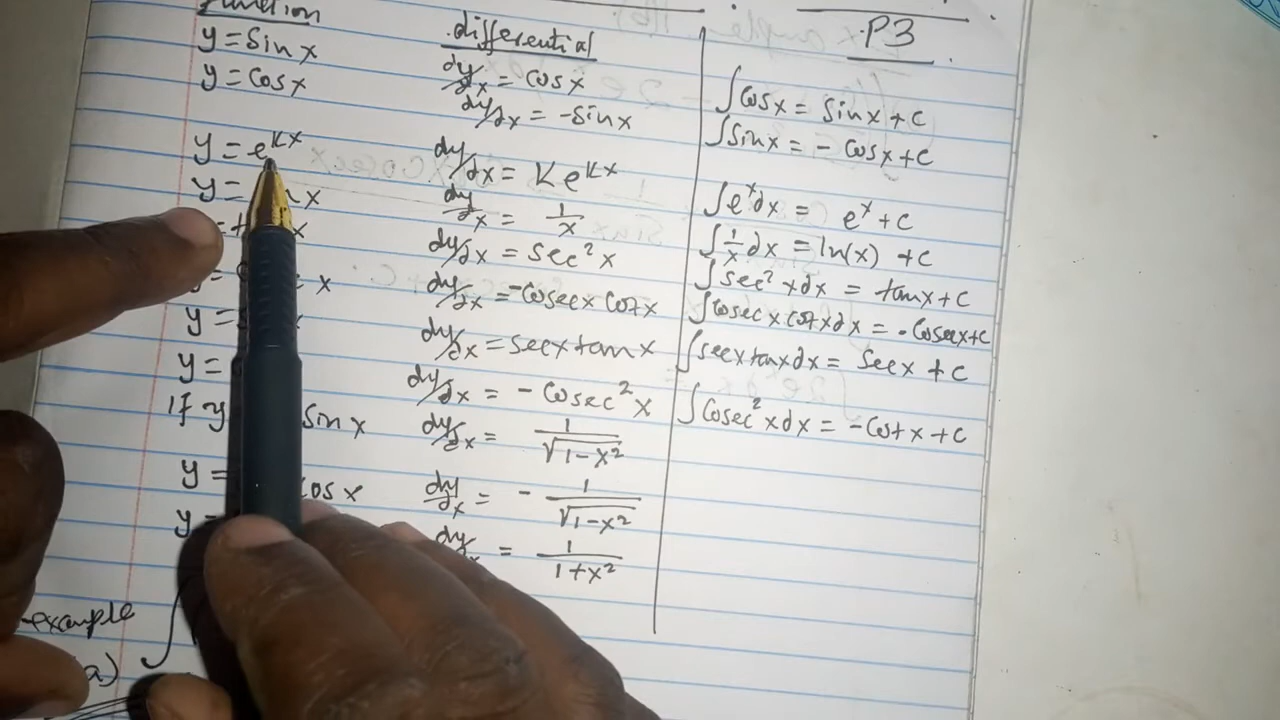 function
y = Sin x
y = Cos x
y = e^kx
y = x
y =
y = x
y =
y =
If y Sin x
y = cos x
y =
example
a) ∫
differential
dy/dx = Cos x
dy/dx = -Sin x
dy/dx = K e^kx
dy/dx = 1/x
dy/dx = Sec² x
dy/dx = -Cosec x Cot x
dy/dx = Sec x tan x
dy/dx = - Cosec² x
dy/dx = 1/√(1-x²)
dy/dx = - 1/√(1-x²)
dy = 1/(1+x²)
P3
∫Cos x = Sin x + C
∫Sin x = - Cos x + C
∫e^x dx = e^x + C
∫1/x dx = ln(x) + C
∫Sec² x dx = tan x + C
∫Cosec x cot x dx = - Cosec x + C
∫Sec x tan x dx = Sec x + C
∫Cosec² x dx = - Cot x + C